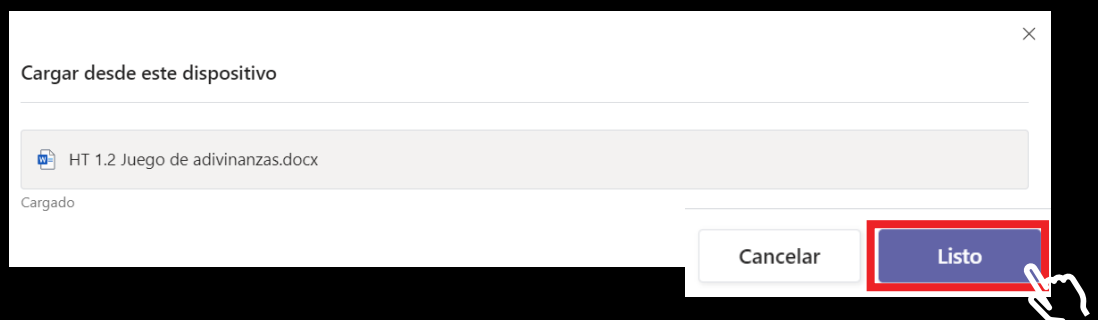 Cargar desde este dispositivo
HT 1.2 Juego de adivinanzas.docx
Cargado
Cancelar
Listo